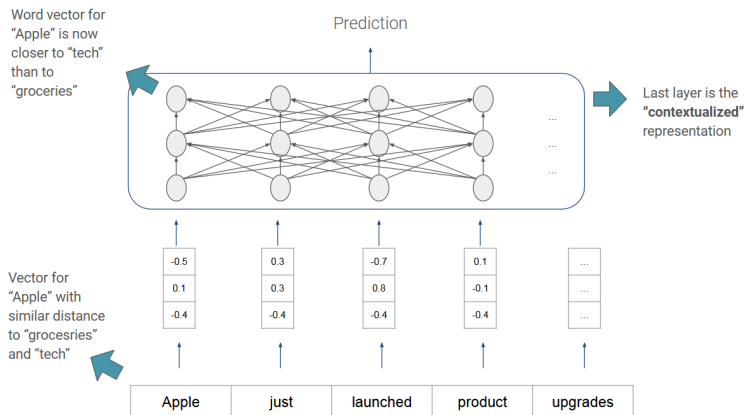 Word vector for
“Apple” is now
closer to “tech”
than to
“groceries”
Prediction
Last layer is the
“contextualized”
representation
...
...
...
Vector for
“Apple” with
similar distance
to “grocesries”
and “tech”
-0.5 0.3 -0.7 0.1 ...
0.1 0.3 0.8 -0.1 ...
-0.4 -0.4 -0.4 -0.4 ...
Apple just launched product upgrades